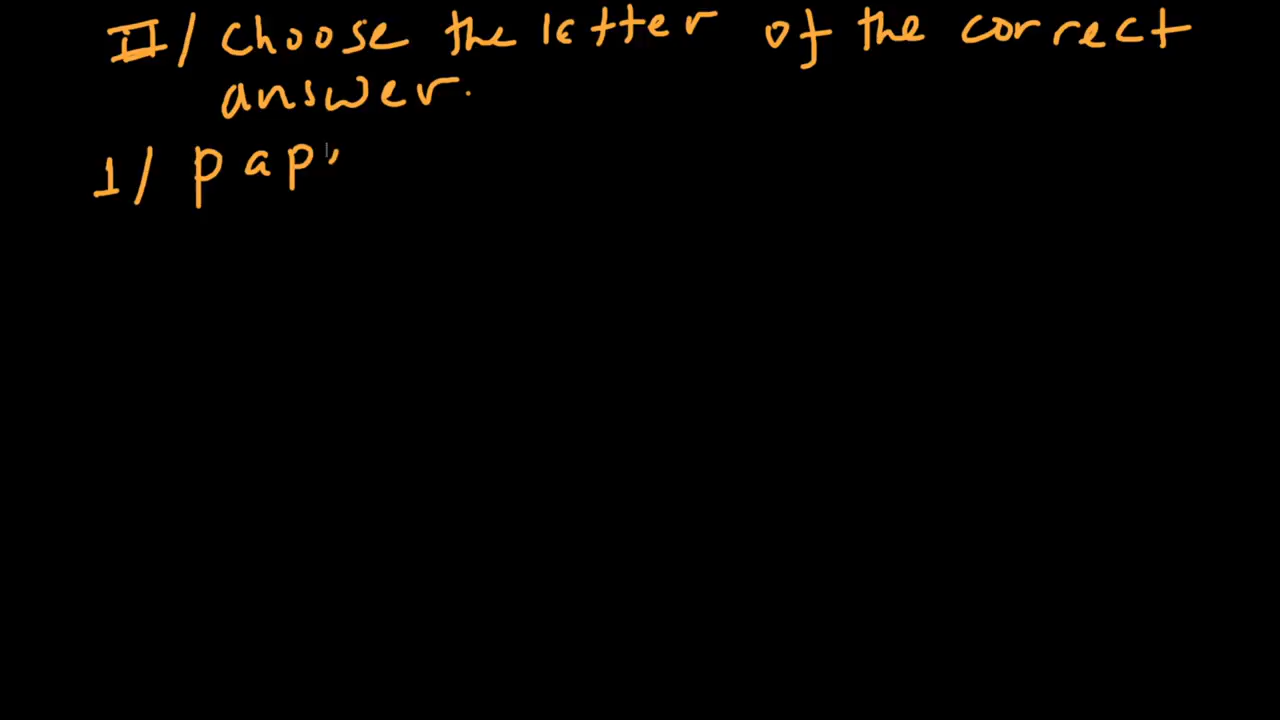 II/ choose the letter of the correct
answer.
1/ pap